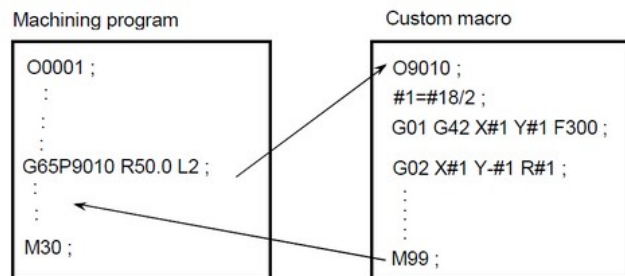 Machining program
O0001 ;
:
:
:
G65P9010 R50.0 L2 ;
:
:
M30 ;
Custom macro
O9010 ;
#1=#18/2 ;
G01 G42 X#1 Y#1 F300 ;
G02 X#1 Y-#1 R#1 ;
:
:
:
M99 ;